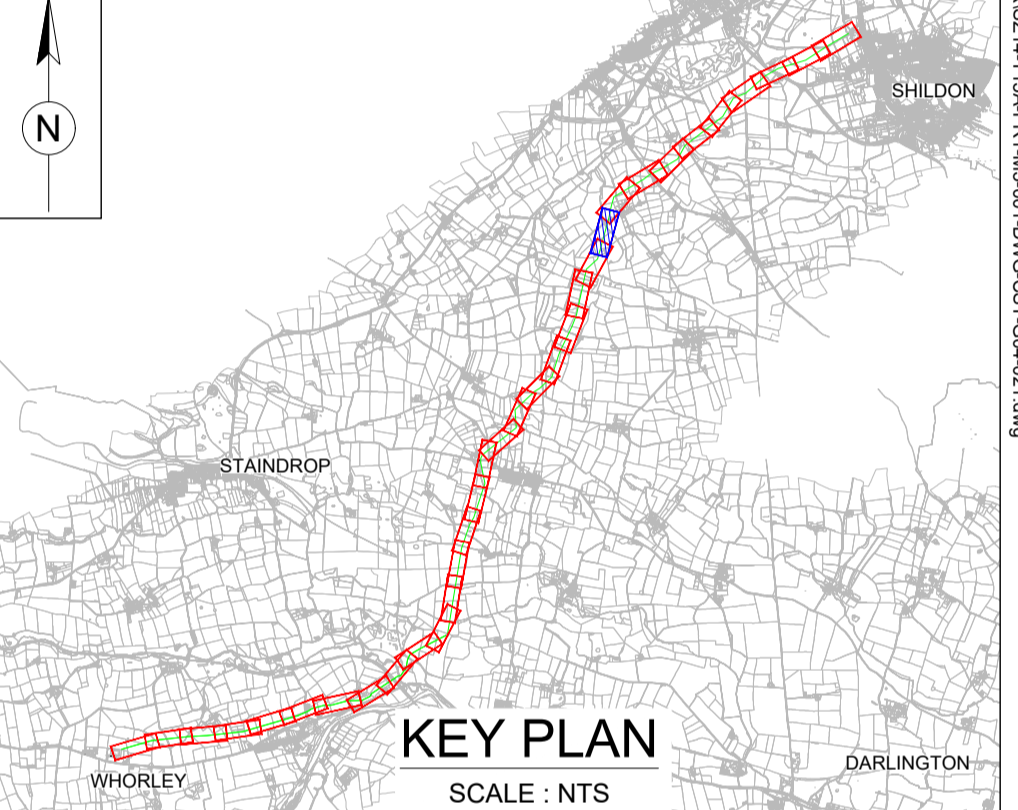 N
SHILDON
STAINDROP
WHORLEY
KEY PLAN
SCALE : NTS
DARLINGTON